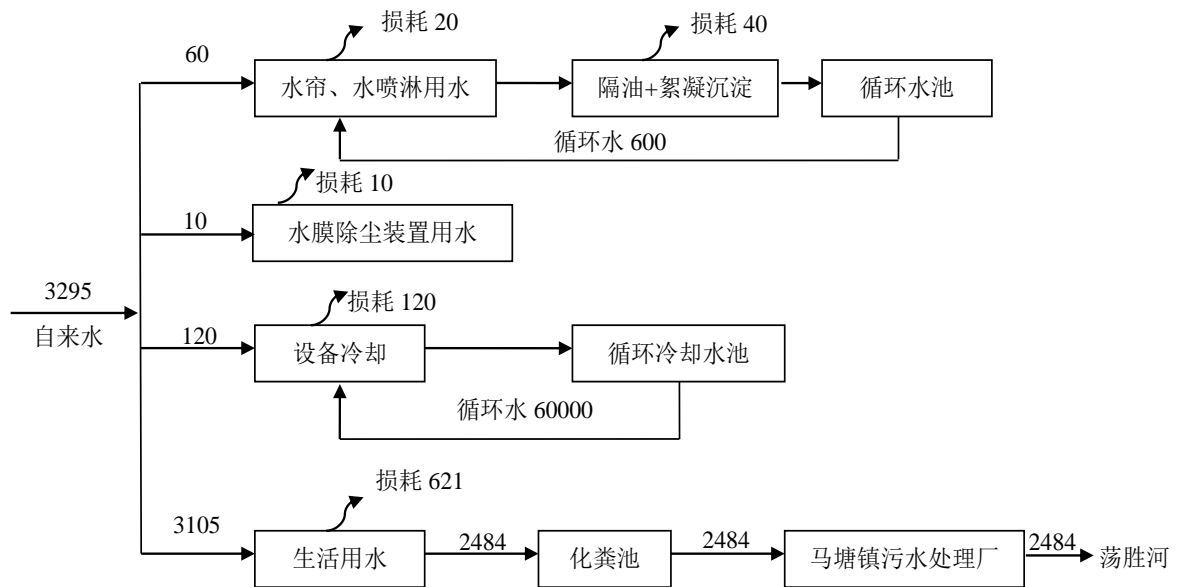 损耗 20
损耗 40
60
水帘、水喷淋用水
隔油+絮凝沉淀
循环水池
循环水 600
损耗 10
10
水膜除尘装置用水
3295
自来水
损耗 120
120
设备冷却
循环冷却水池
循环水 60000
损耗 621
3105
生活用水
2484
化粪池
2484
马塘镇污水处理厂
2484
荡胜河